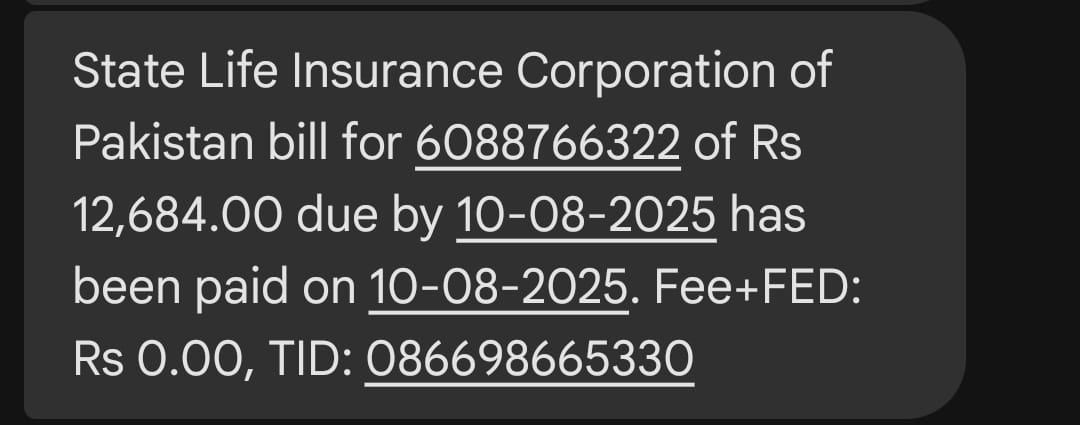 State Life Insurance Corporation of
Pakistan bill for 6088766322 of Rs
12,684.00 due by 10-08-2025 has
been paid on 10-08-2025. Fee+FED:
Rs 0.00, TID: 086698665330